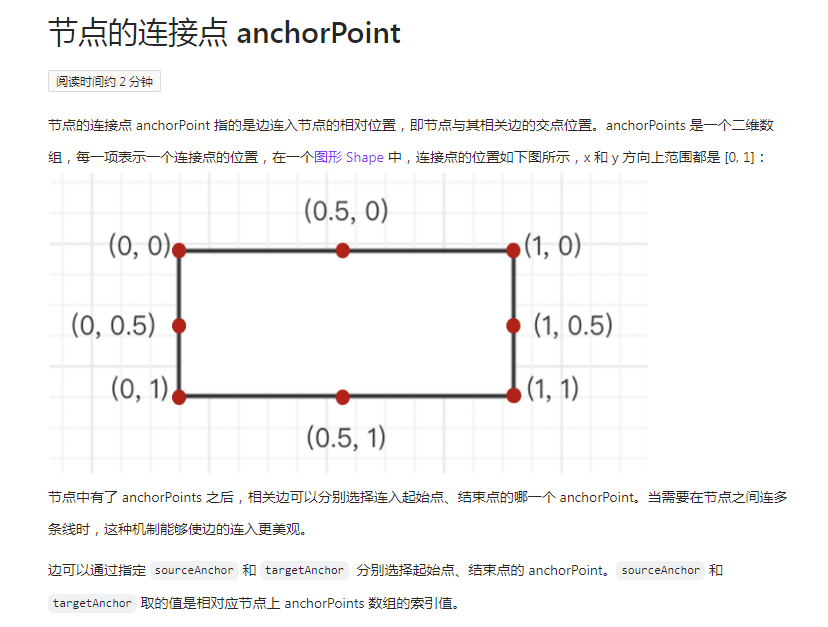 节点的连接点 anchorPoint
阅读时间约 2 分钟
节点的连接点 anchorPoint 指的是边连入节点的相对位置，即节点与其相关边的交点位置。anchorPoints 是一个二维数
组，每一项表示一个连接点的位置，在一个图形 Shape 中，连接点的位置如下图所示，x 和 y 方向上范围都是 [0, 1]：
(0.5, 0)
(0, 0)
(1, 0)
(0, 0.5)
(1, 0.5)
(0, 1)
(1, 1)
(0.5, 1)
节点中有了 anchorPoints 之后，相关边可以分别选择连入起始点、结束点的哪一个 anchorPoint。当需要在节点之间连多
条线时，这种机制能够使边的连入更美观。
边可以通过指定 sourceAnchor 和 targetAnchor 分别选择起始点、结束点的 anchorPoint。sourceAnchor 和
targetAnchor 取的值是相对应节点上 anchorPoints 数组的索引值。